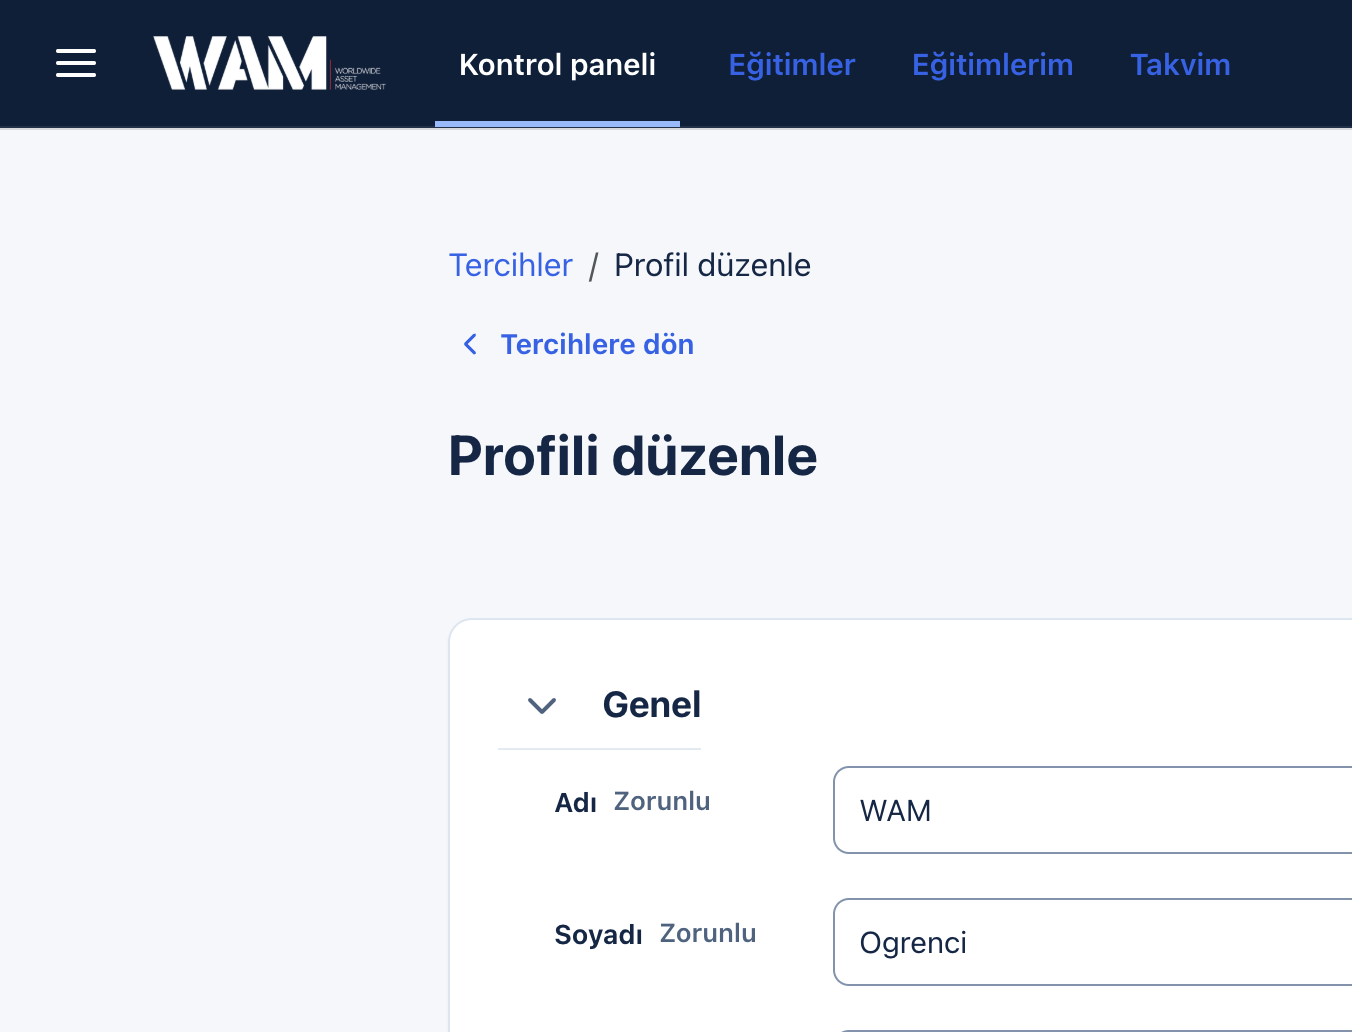 WAM
WORLDWIDE
ASSET
MANAGEMENT
Kontrol paneli
Eğitimler
Eğitimlerim
Takvim
Tercihler / Profil düzenle
Tercihlere dön
Profili düzenle
Genel
Adı Zorunlu
WAM
Soyadı Zorunlu
Ogrenci